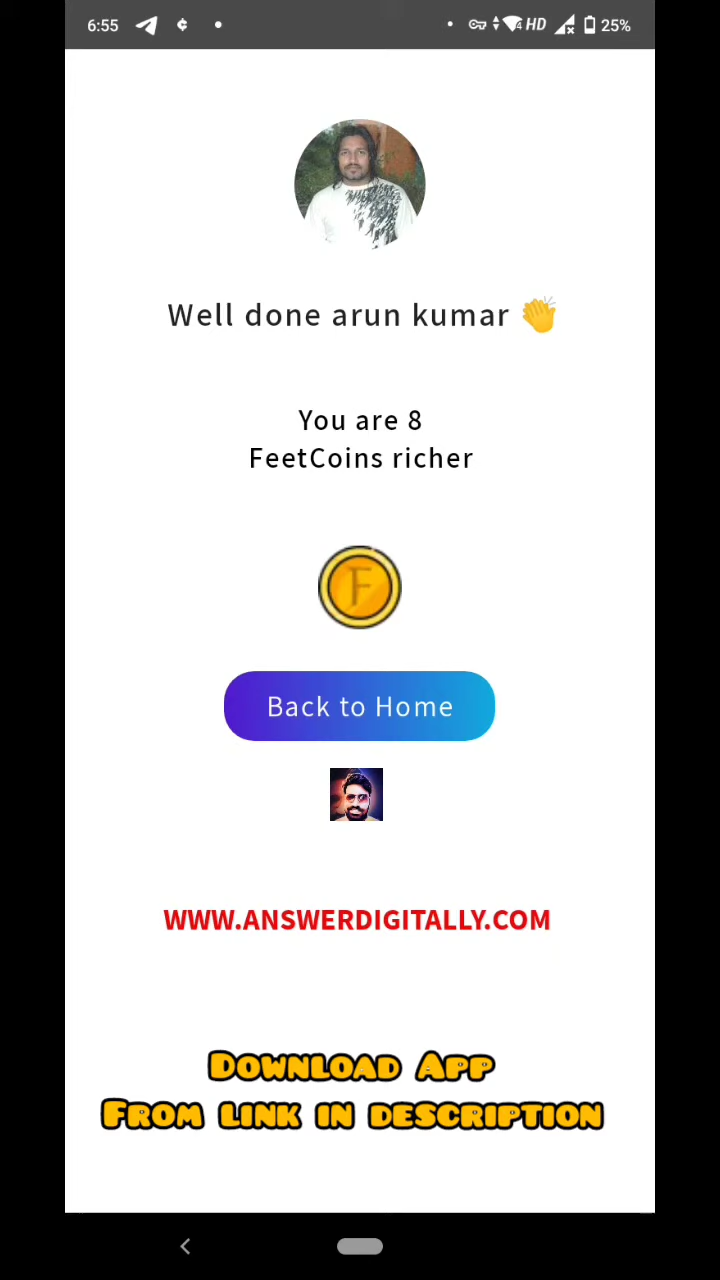 6:55
HD
25%
Well done arun kumar 👏
You are 8
FeetCoins richer
F
Back to Home
WWW.ANSWERDIGITALLY.COM
DOWNLOAD APP
FROM LINK IN DESCRIPTION